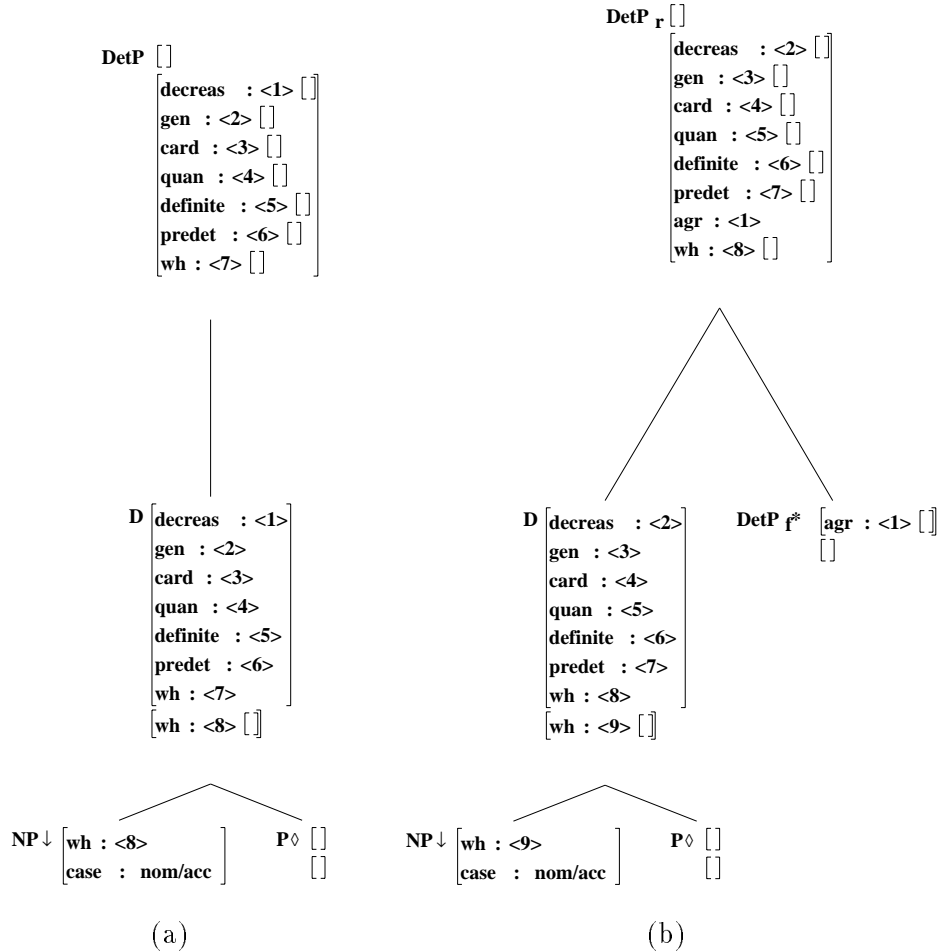 DetP []
decreas : <1> []
gen : <2> []
card : <3> []
quan : <4> []
definite : <5> []
predet : <6> []
wh : <7> []
D decreas : <1>
gen : <2>
card : <3>
quan : <4>
definite : <5>
predet : <6>
wh : <7>
[wh : <8> []]
NP↓ wh : <8>
case : nom/acc
P◊ []
[]
(a)
DetP r []
decreas : <2> []
gen : <3> []
card : <4> []
quan : <5> []
definite : <6> []
predet : <7> []
agr : <1>
wh : <8> []
D decreas : <2>
gen : <3>
card : <4>
quan : <5>
definite : <6>
predet : <7>
wh : <8>
[wh : <9> []]
DetP f* [agr : <1> []]
[]
NP↓ wh : <9>
case : nom/acc
P◊ []
[]
(b)